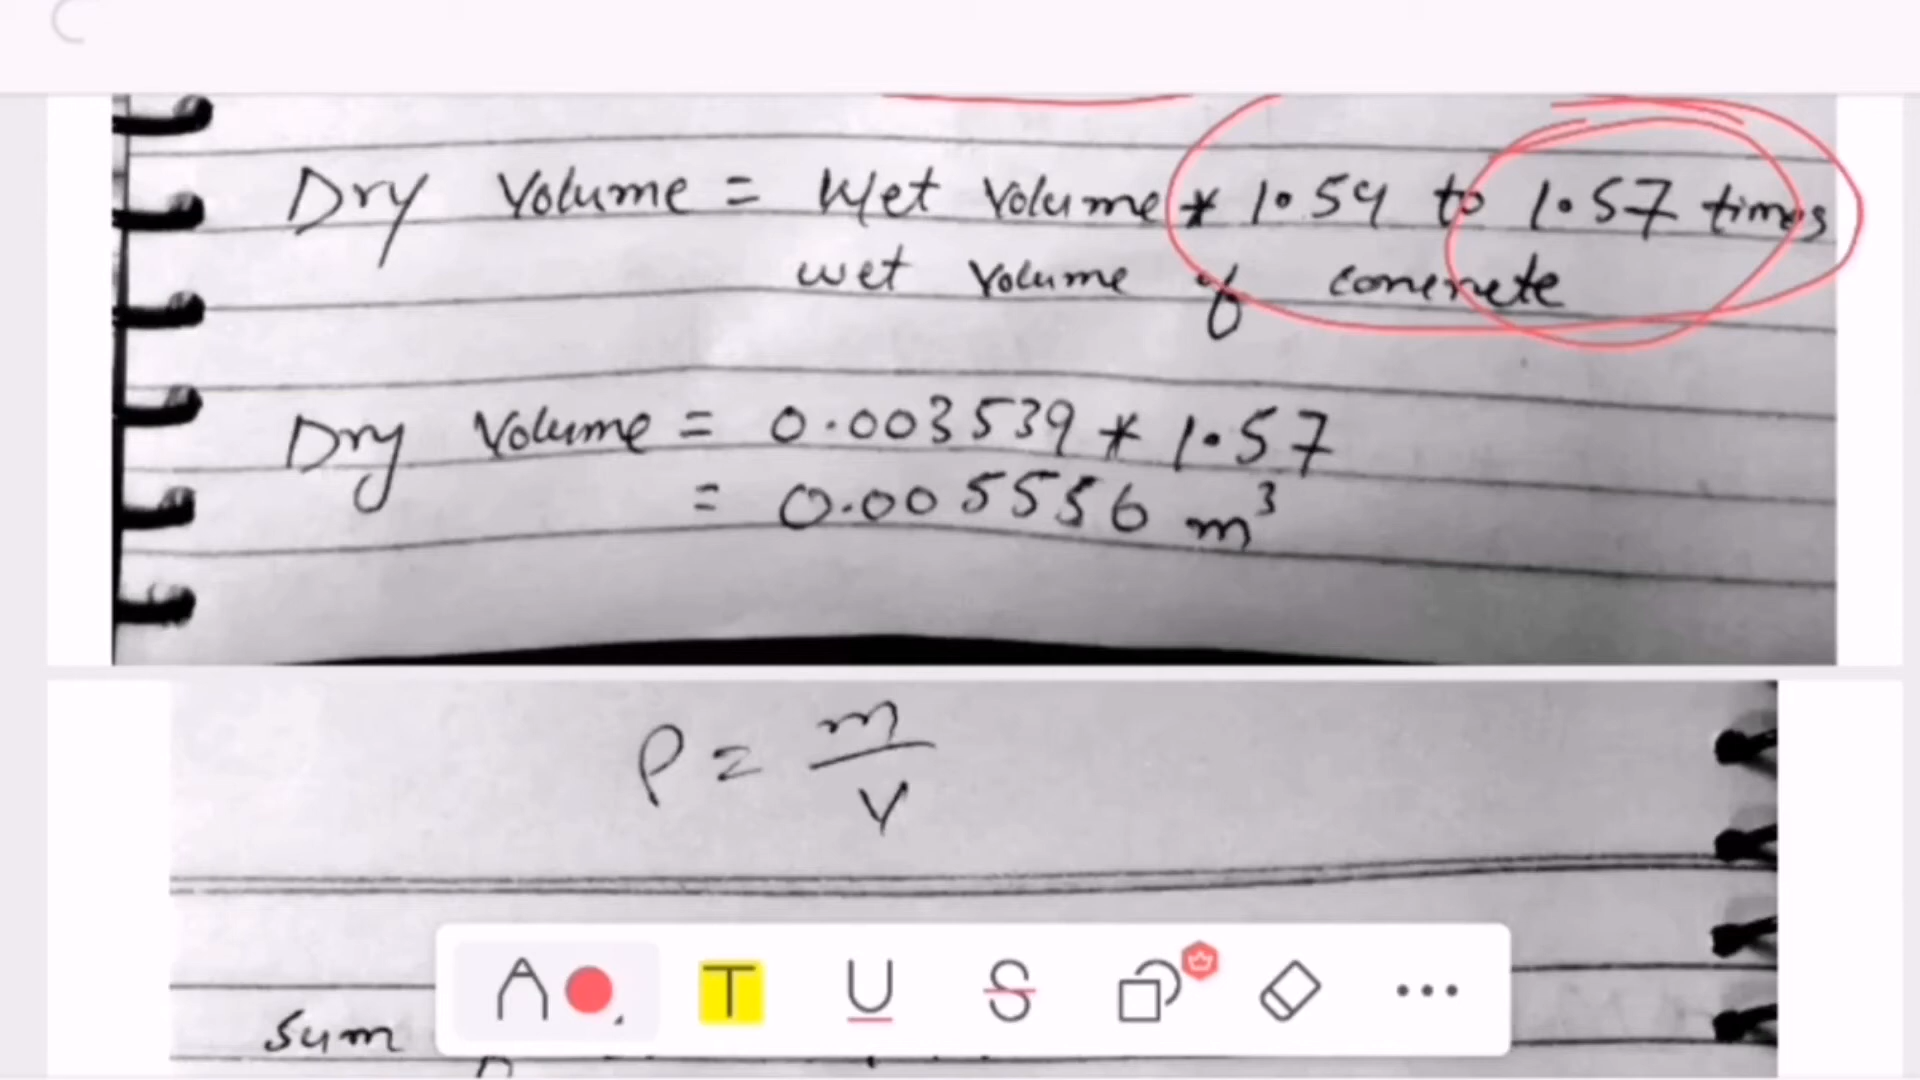 Dry Volume = Wet Volume * 1.54 to 1.57 times
wet Volume of concrete
Dry Volume = 0.003539 * 1.57
= 0.005556 m³
ρ = m/V
Sum